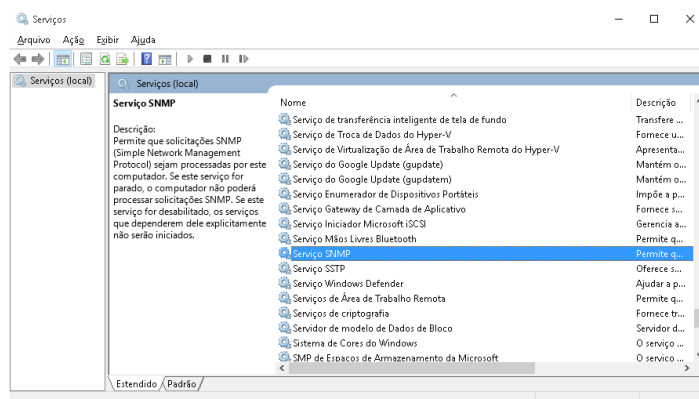 Serviços
Arquivo Ação Exibir Ajuda
Serviços (local)
Serviços (local)
Serviço SNMP
Descrição:
Permite que solicitações SNMP
(Simple Network Management
Protocol) sejam processadas por este
computador. Se este serviço for
parado, o computador não poderá
processar solicitações SNMP. Se este
serviço for desabilitado, os serviços
que dependerem dele explicitamente
não serão iniciados.
Nome Descrição
Serviço de transferência inteligente de tela de fundo Transfere ...
Serviço de Troca de Dados do Hyper-V Fornece u...
Serviço de Virtualização de Área de Trabalho Remota do Hyper-V Apresenta...
Serviço do Google Update (gupdate) Mantém o...
Serviço do Google Update (gupdatem) Mantém o...
Serviço Enumerador de Dispositivos Portáteis Impõe a p...
Serviço Gateway de Camada de Aplicativo Fornece s...
Serviço Iniciador Microsoft iSCSI Gerencia a...
Serviço Mãos Livres Bluetooth Permite q...
Serviço SNMP Permite q...
Serviço SSTP Oferece s...
Serviço Windows Defender Ajudar a p...
Serviços de Área de Trabalho Remota Permite q...
Serviços de criptografia Fornece tr...
Servidor de modelo de Dados de Bloco Servidor d...
Sistema de Cores do Windows O serviço ...
SMP de Espaços de Armazenamento da Microsoft O serviço ...
Estendido Padrão